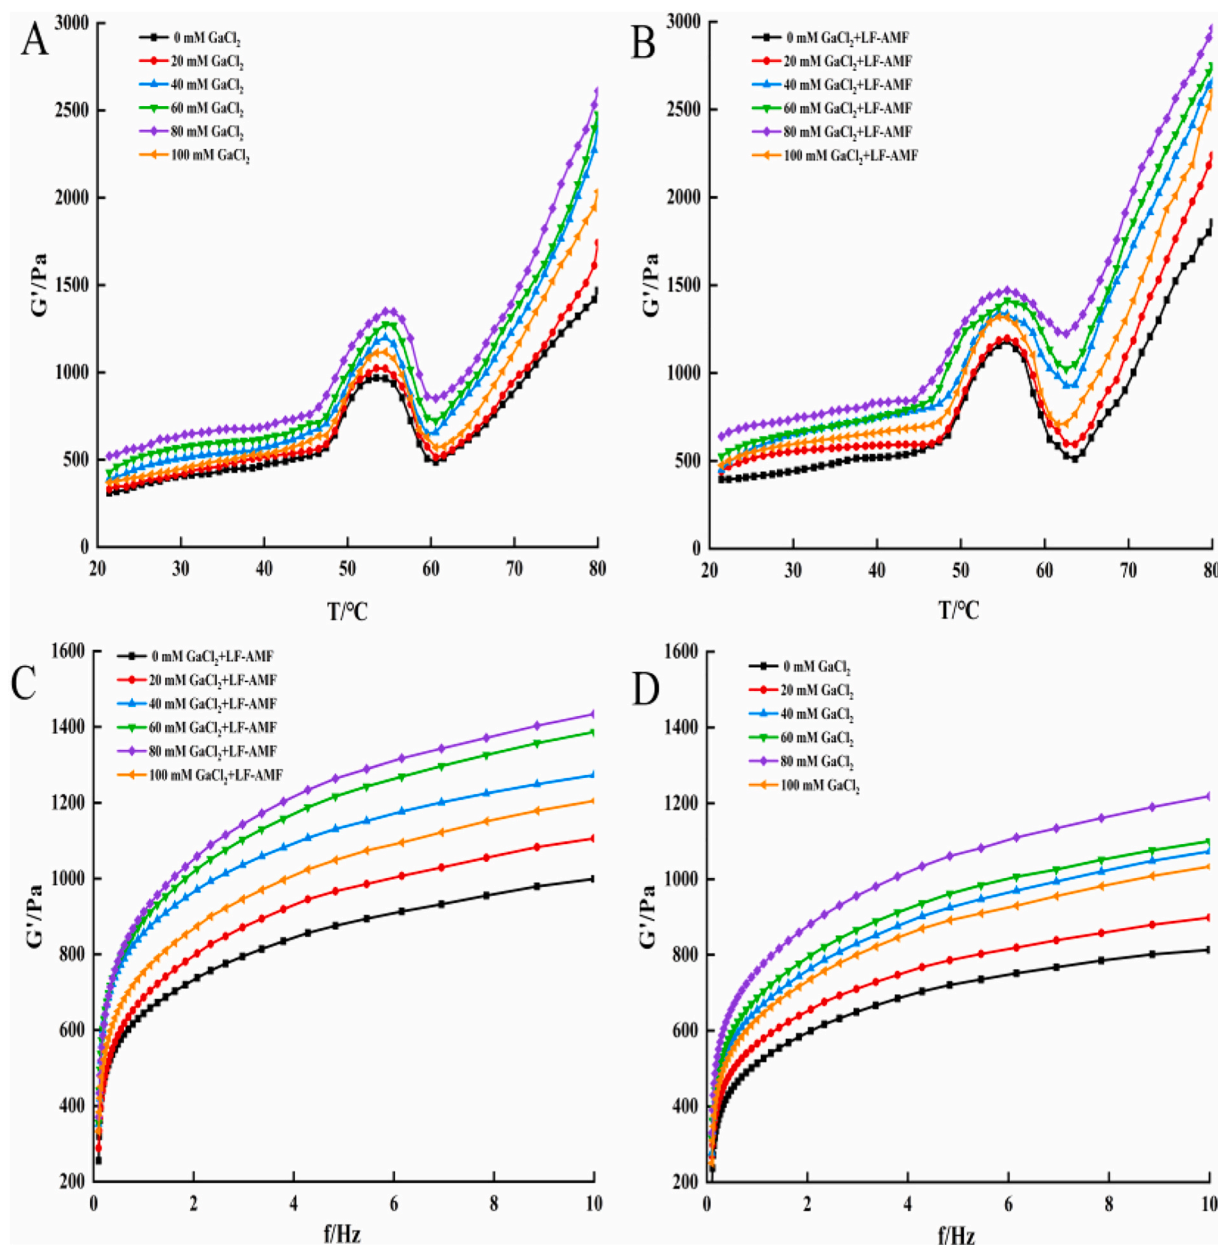 A
0 mM GaCl₂
20 mM GaCl₂
40 mM GaCl₂
60 mM GaCl₂
80 mM GaCl₂
100 mM GaCl₂
3000
2500
2000
1500
1000
500
0
G'/Pa
20 30 40 50 60 70 80
T/°C
B
0 mM GaCl₂+LF-AMF
20 mM GaCl₂+LF-AMF
40 mM GaCl₂+LF-AMF
60 mM GaCl₂+LF-AMF
80 mM GaCl₂+LF-AMF
100 mM GaCl₂+LF-AMF
3000
2500
2000
1500
1000
500
0
G'/Pa
20 30 40 50 60 70 80
T/°C
C
0 mM GaCl₂+LF-AMF
20 mM GaCl₂+LF-AMF
40 mM GaCl₂+LF-AMF
60 mM GaCl₂+LF-AMF
80 mM GaCl₂+LF-AMF
100 mM GaCl₂+LF-AMF
1600
1400
1200
1000
800
600
400
200
G'/Pa
0 2 4 6 8 10
f/Hz
D
0 mM GaCl₂
20 mM GaCl₂
40 mM GaCl₂
60 mM GaCl₂
80 mM GaCl₂
100 mM GaCl₂
1600
1400
1200
1000
800
600
400
200
G'/Pa
0 2 4 6 8 10
f/Hz